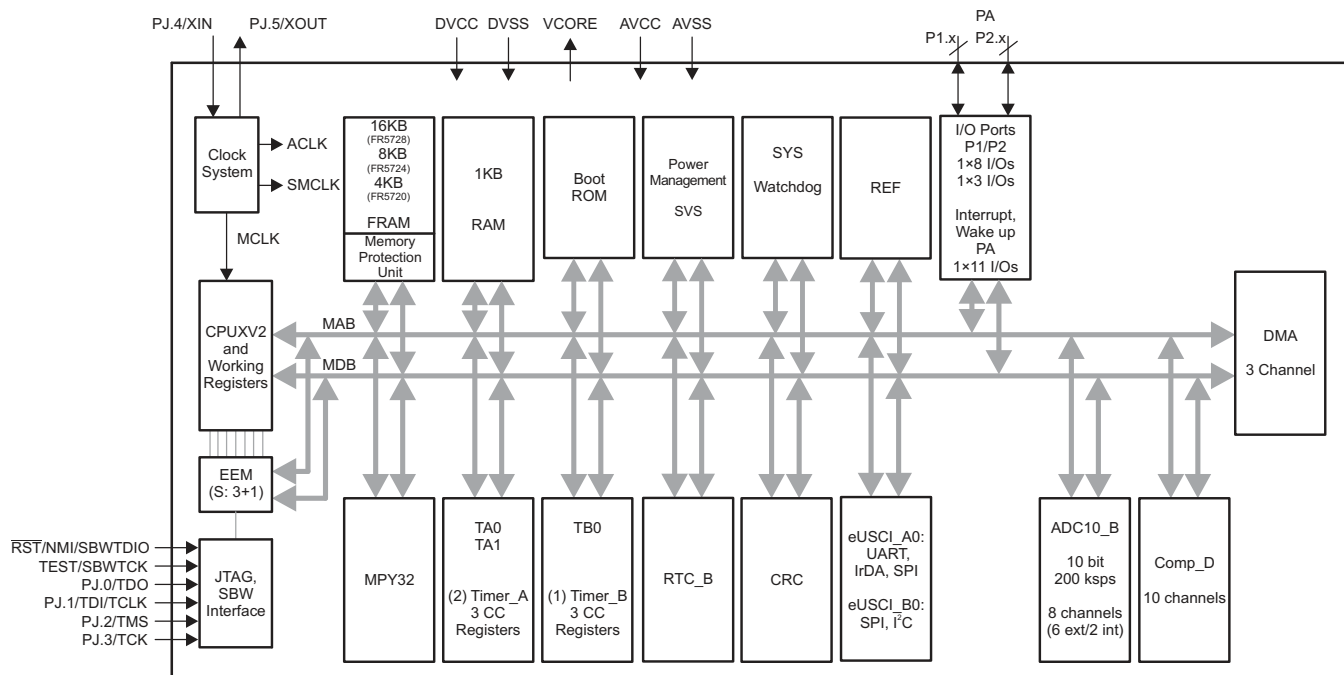 PJ.4/XIN
PJ.5/XOUT
DVCC
DVSS
VCORE
AVCC
AVSS
PA
P1.x
P2.x
Clock
System
ACLK
SMCLK
MCLK
16KB
(FR5728)
8KB
(FR5724)
4KB
(FR5720)
FRAM
Memory
Protection
Unit
1KB
RAM
Boot
ROM
Power
Management
SVS
SYS
Watchdog
REF
I/O Ports
P1/P2
1×8 I/Os
1×3 I/Os
Interrupt,
Wake up
PA
1×11 I/Os
CPUXV2
and
Working
Registers
MAB
MDB
DMA
3 Channel
EEM
(S: 3+1)
RST/NMI/SBWTDIO
TEST/SBWTCK
PJ.0/TDO
PJ.1/TDI/TCLK
PJ.2/TMS
PJ.3/TCK
JTAG,
SBW
Interface
MPY32
TA0
TA1
(2) Timer_A
3 CC
Registers
TB0
(1) Timer_B
3 CC
Registers
RTC_B
CRC
eUSCI_A0:
UART,
IrDA, SPI
eUSCI_B0:
SPI, I²C
ADC10_B
10 bit
200 ksps
8 channels
(6 ext/2 int)
Comp_D
10 channels